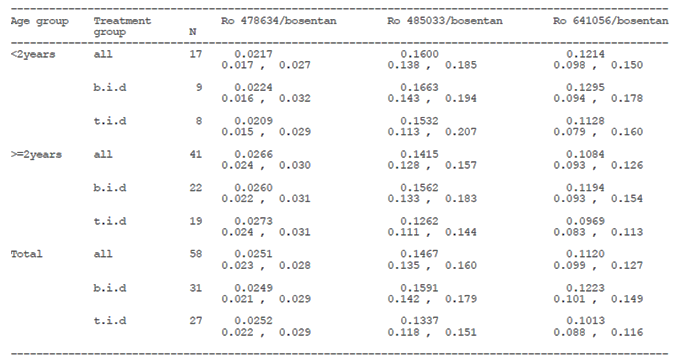 Age group Treatment group N Ro 478634/bosentan Ro 485033/bosentan Ro 641056/bosentan
<2years all 17 0.0217 0.1600 0.1214
0.017 , 0.027 0.138 , 0.185 0.098 , 0.150
b.i.d 9 0.0224 0.1663 0.1295
0.016 , 0.032 0.143 , 0.194 0.094 , 0.178
t.i.d 8 0.0209 0.1532 0.1128
0.015 , 0.029 0.113 , 0.207 0.079 , 0.160
>=2years all 41 0.0266 0.1415 0.1084
0.024 , 0.030 0.128 , 0.157 0.093 , 0.126
b.i.d 22 0.0260 0.1562 0.1194
0.022 , 0.031 0.133 , 0.183 0.093 , 0.154
t.i.d 19 0.0273 0.1262 0.0969
0.024 , 0.031 0.111 , 0.144 0.083 , 0.113
Total all 58 0.0251 0.1467 0.1120
0.023 , 0.028 0.135 , 0.160 0.099 , 0.127
b.i.d 31 0.0249 0.1591 0.1223
0.021 , 0.029 0.142 , 0.179 0.101 , 0.149
t.i.d 27 0.0252 0.1337 0.1013
0.022 , 0.029 0.118 , 0.151 0.088 , 0.116